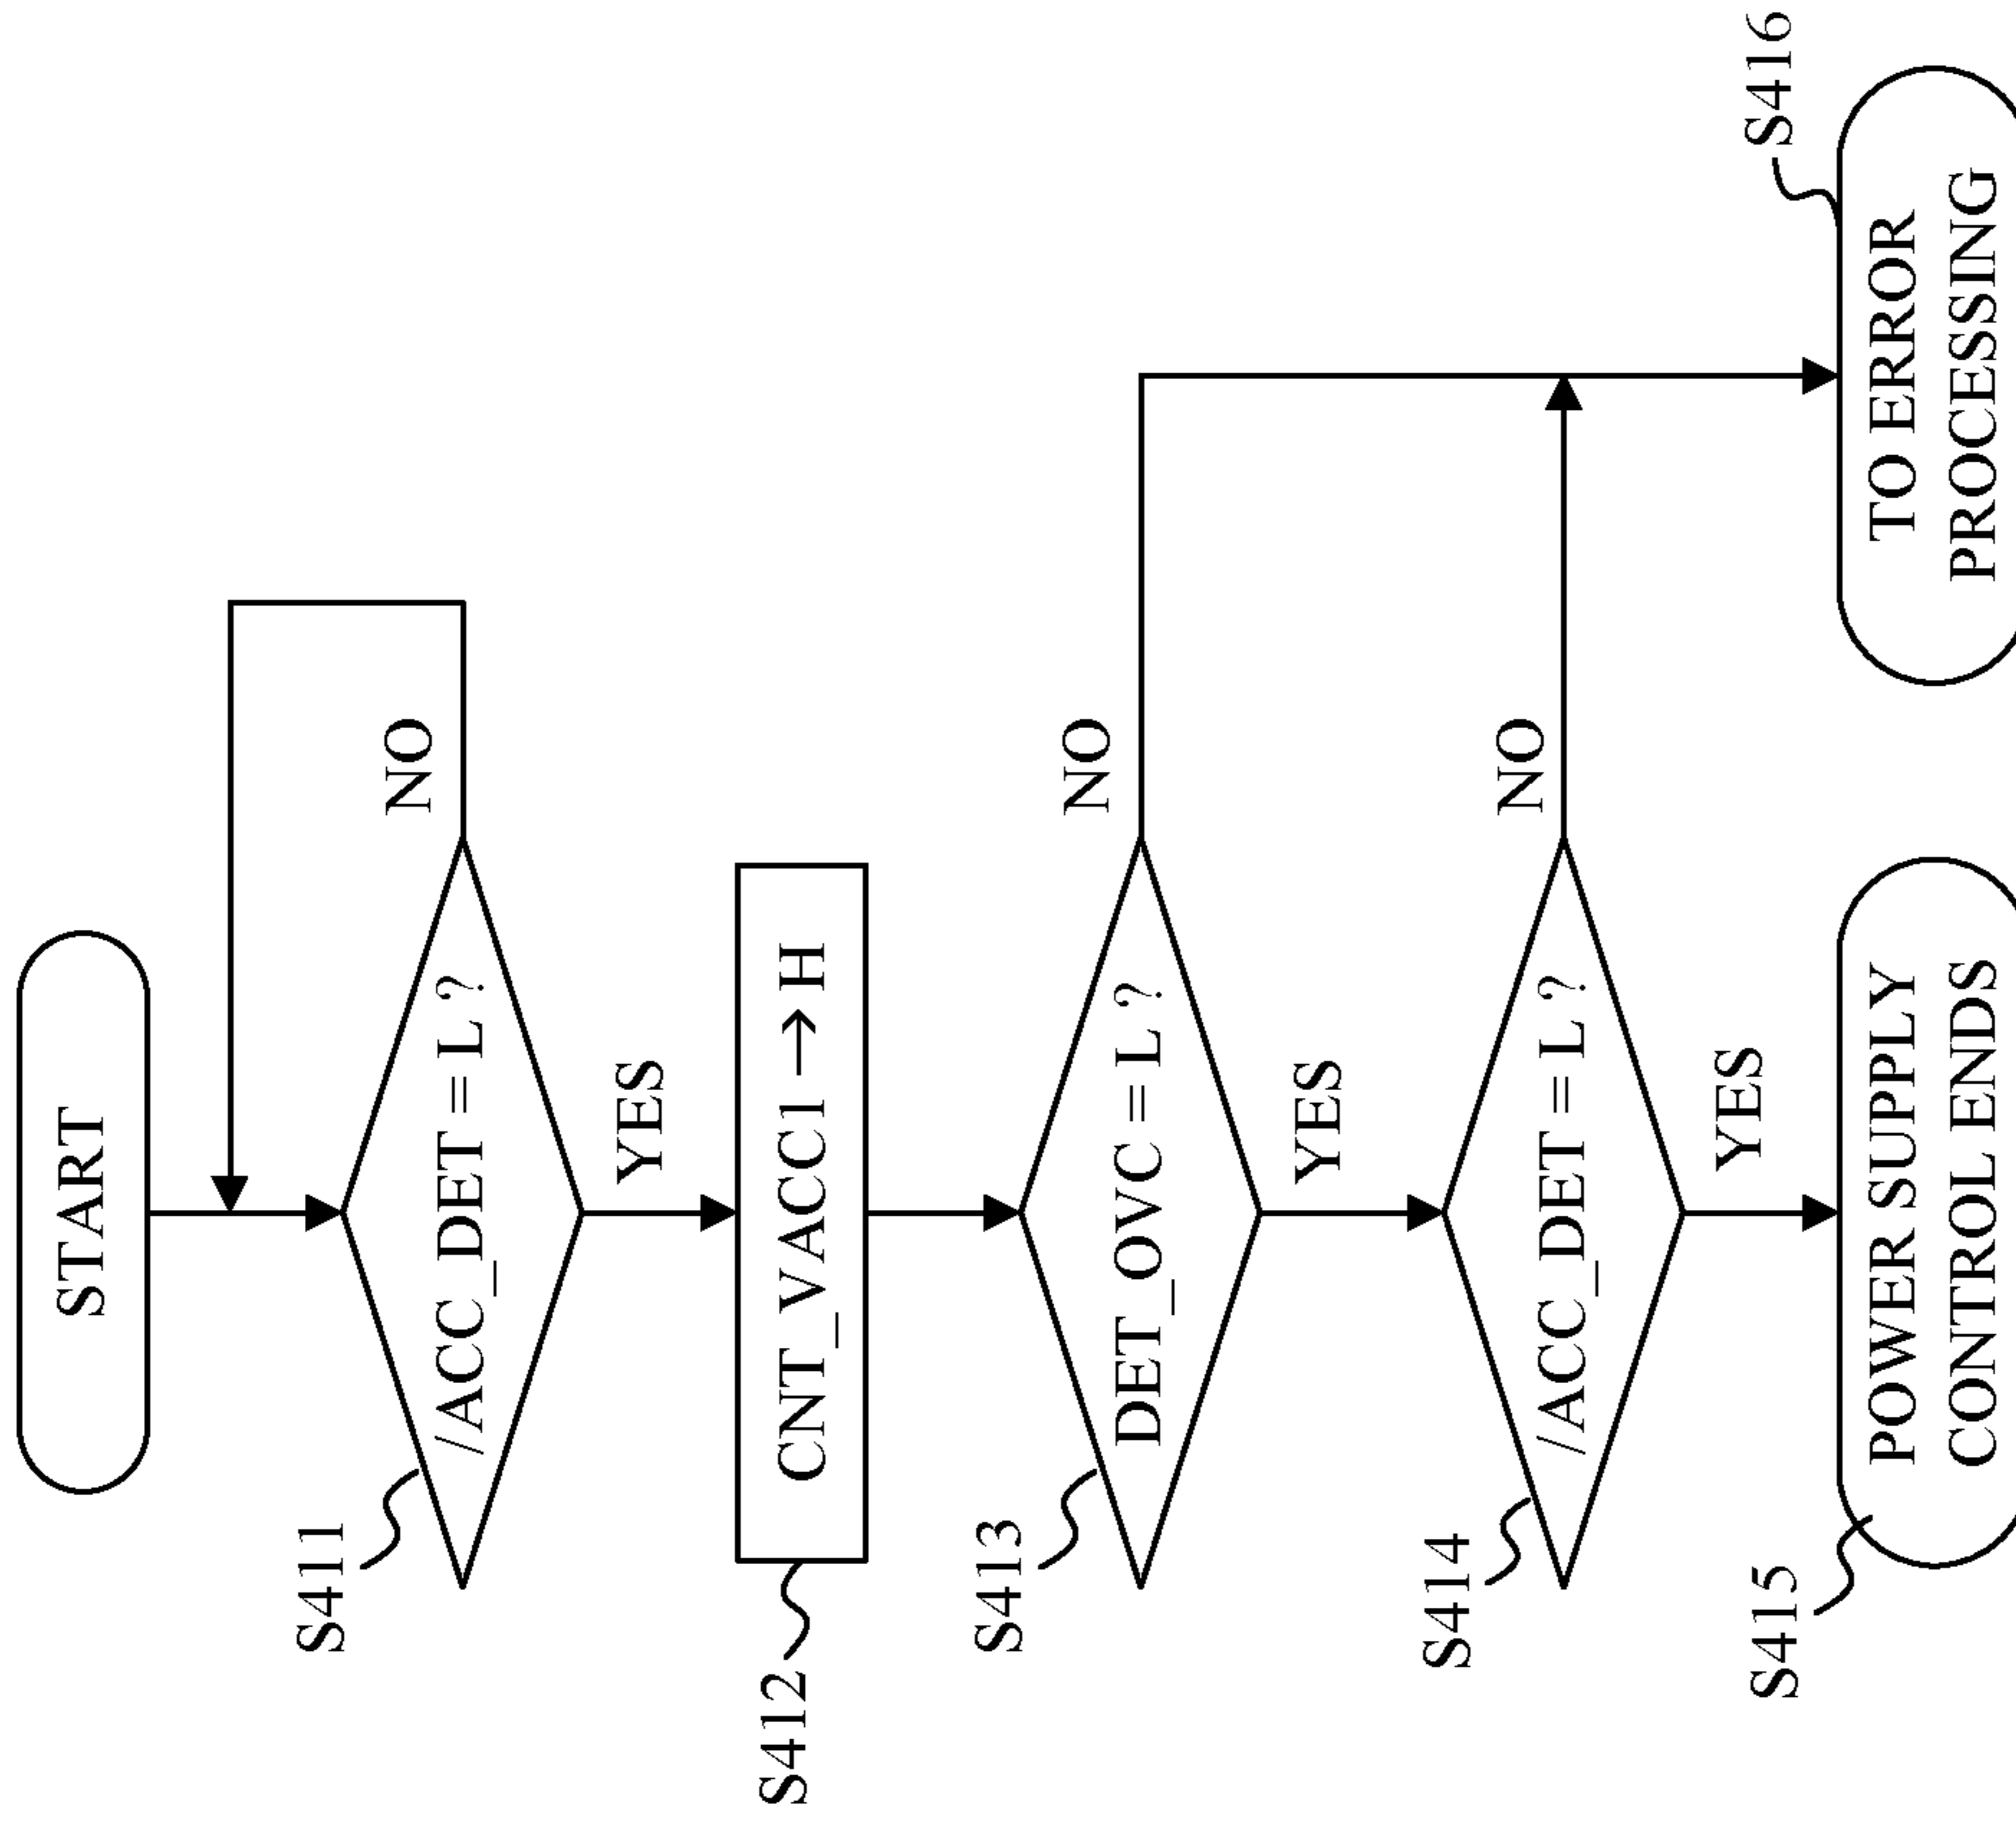 START
S411
/ACC_DET = L ?
NO
YES
S412
CNT_VACC1 → H
S413
DET_OVC = L ?
NO
YES
S414
/ACC_DET = L ?
NO
YES
S415
POWER SUPPLY
CONTROL ENDS
S416
TO ERROR
PROCESSING